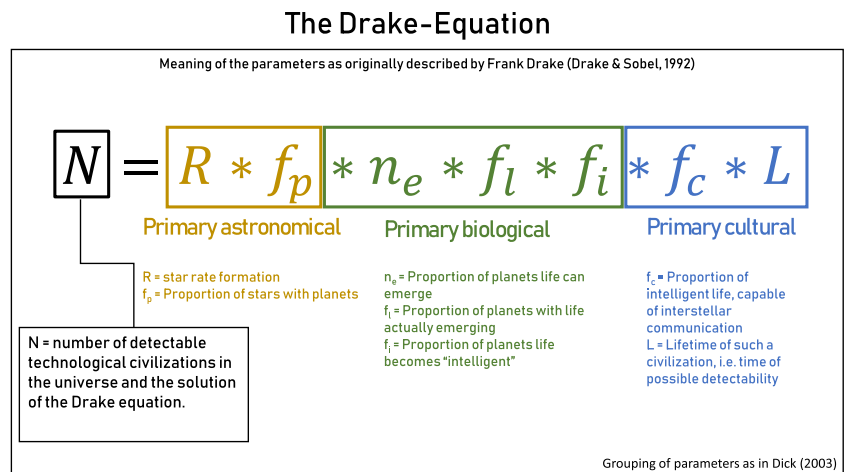 The Drake-Equation
Meaning of the parameters as originally described by Frank Drake (Drake & Sobel, 1992)
N = R * fₚ * nₑ * fₗ * fᵢ * f_c * L
Primary astronomical
Primary biological
Primary cultural
R = star rate formation
fₚ = Proportion of stars with planets
nₑ = Proportion of planets life can
emerge
fₗ = Proportion of planets with life
actually emerging
fᵢ = Proportion of planets life
becomes “intelligent”
f_c = Proportion of
intelligent life, capable
of interstellar
communication
L = Lifetime of such a
civilization, i.e. time of
possible detectability
N = number of detectable
technological civilizations in
the universe and the solution
of the Drake equation.
Grouping of parameters as in Dick (2003)